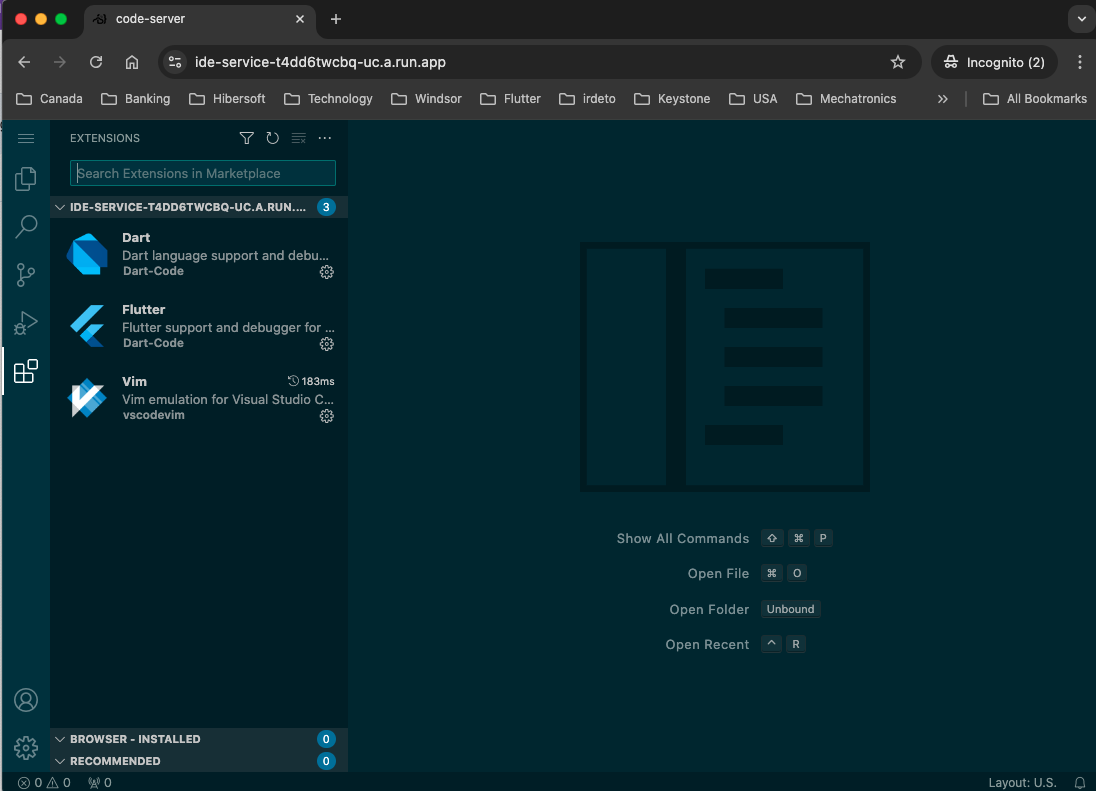 code-server
ide-service-t4dd6twcbq-uc.a.run.app
Incognito (2)
Canada
Banking
Hibersoft
Technology
Windsor
Flutter
irdeto
Keystone
USA
Mechatronics
All Bookmarks
EXTENSIONS
Search Extensions in Marketplace
IDE-SERVICE-T4DD6TWCBQ-UC.A.RUN.... 3
Dart
Dart language support and debu...
Dart-Code
Flutter
Flutter support and debugger for ...
Dart-Code
Vim 183ms
Vim emulation for Visual Studio C...
vscodevim
Show All Commands ⇧ ⌘ P
Open File ⌘ O
Open Folder Unbound
Open Recent ^ R
BROWSER - INSTALLED 0
RECOMMENDED 0
0 0 0
Layout: U.S.